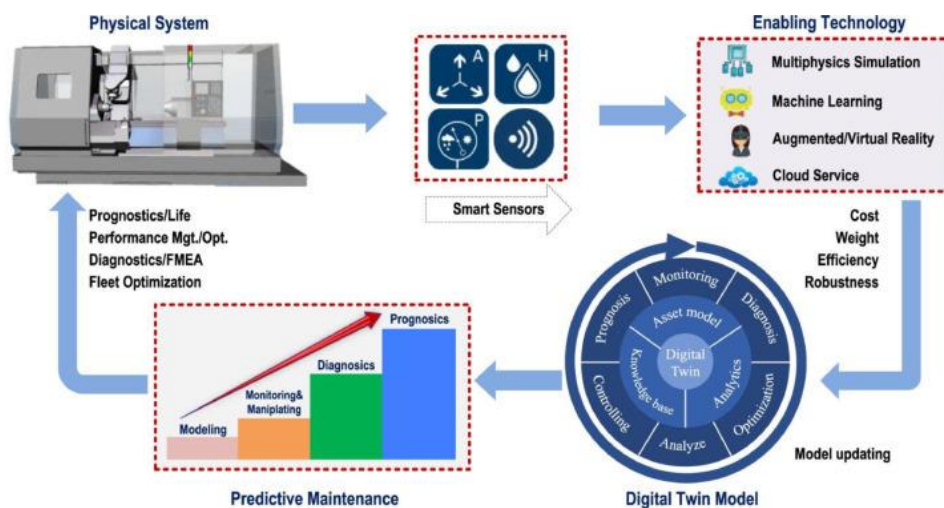 Physical System
Enabling Technology
A
H
P
Smart Sensors
Multiphysics Simulation
Machine Learning
Augmented/Virtual Reality
Cloud Service
Prognostics/Life
Performance Mgt./Opt.
Diagnostics/FMEA
Fleet Optimization
Cost
Weight
Efficiency
Robustness
Prognosics
Diagnosics
Monitoring&
Maniplating
Modeling
Monitoring
Diagnosis
Optimization
Analyze
Controlling
Prognosis
Asset model
Analytics
Knowledge base
Digital
Twin
Model updating
Predictive Maintenance
Digital Twin Model